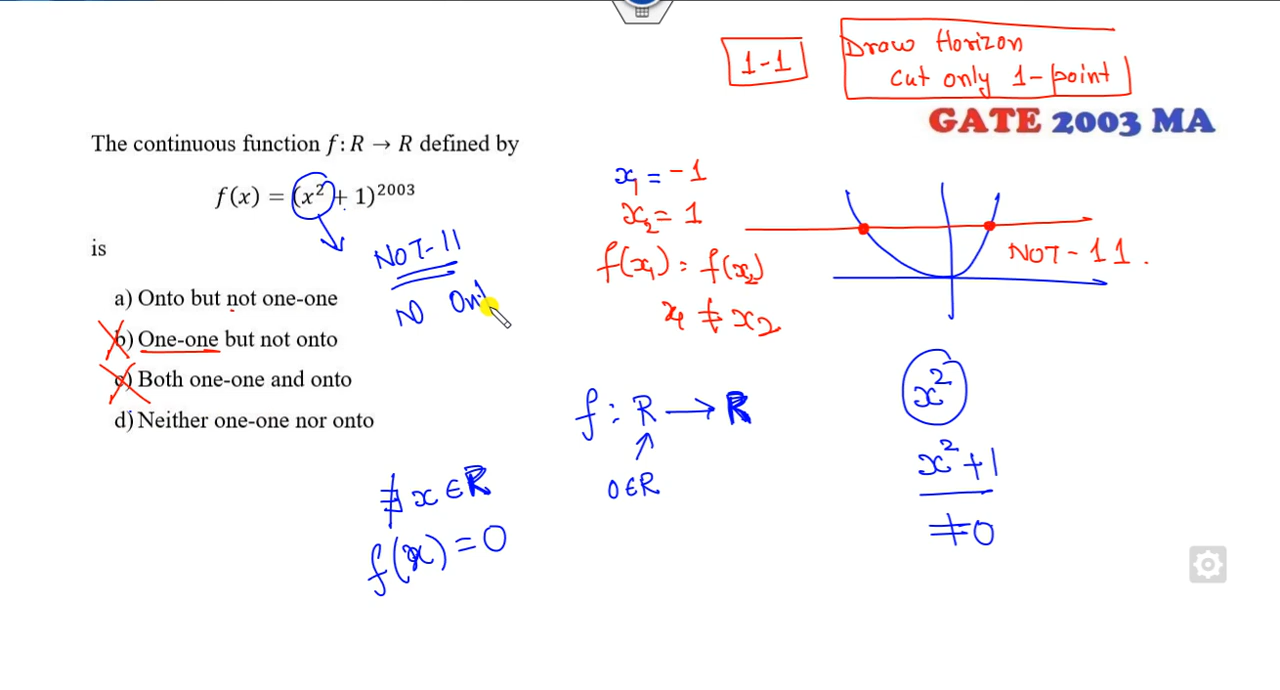 1-1
Draw Horizon
Cut only 1-point
GATE 2003 MA
The continuous function f: R → R defined by
f(x) = (x² + 1)²⁰⁰³
is
a) Onto but not one-one
b) One-one but not onto
c) Both one-one and onto
d) Neither one-one nor onto
NOT-11
NO Ont
x₁ = -1
x₂ = 1
f(x₁) = f(x₂)
x₁ ≠ x₂
NOT-11.
f: R → R
0∈R
x²
x²+1
≠0
∄ x∈R
f(x)=0